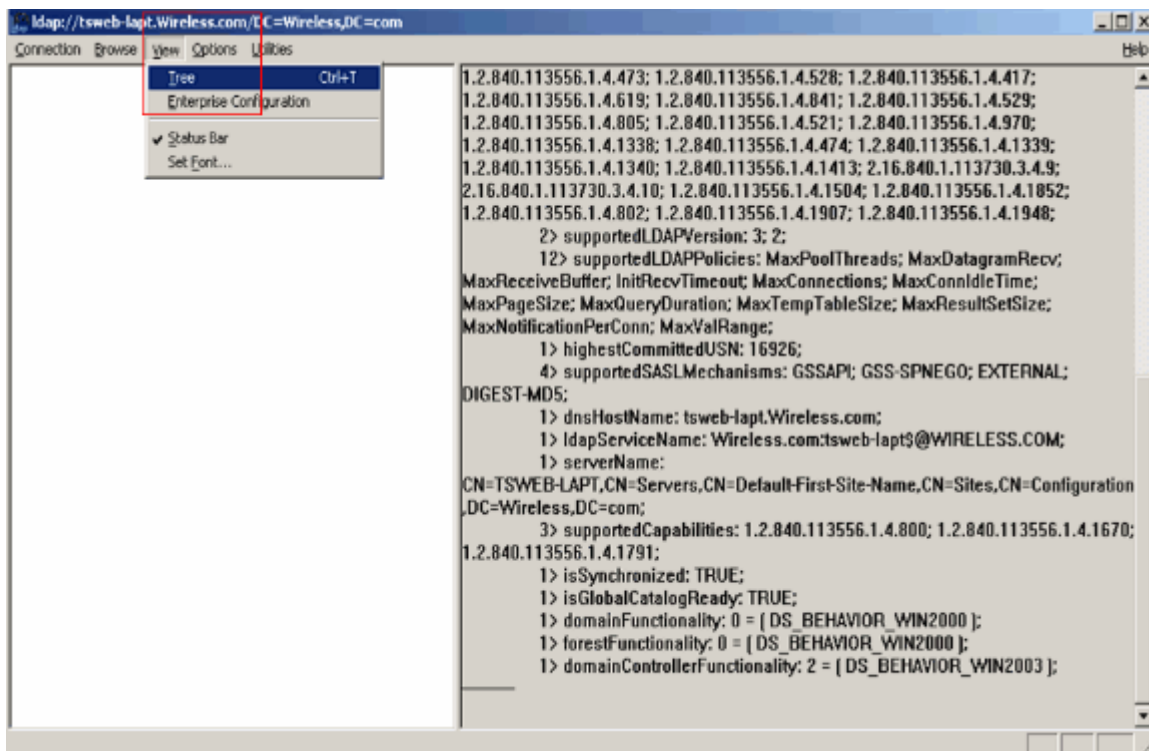 ldap://tsweb-lapt.Wireless.com/DC=Wireless,DC=com
Connection Browse View Options Utilities Help
Tree Ctrl+T
Enterprise Configuration
Status Bar
Set Font...
1.2.840.113556.1.4.473; 1.2.840.113556.1.4.528; 1.2.840.113556.1.4.417;
1.2.840.113556.1.4.619; 1.2.840.113556.1.4.841; 1.2.840.113556.1.4.529;
1.2.840.113556.1.4.805; 1.2.840.113556.1.4.521; 1.2.840.113556.1.4.970;
1.2.840.113556.1.4.1338; 1.2.840.113556.1.4.474; 1.2.840.113556.1.4.1339;
1.2.840.113556.1.4.1340; 1.2.840.113556.1.4.1413; 2.16.840.1.113730.3.4.9;
2.16.840.1.113730.3.4.10; 1.2.840.113556.1.4.1504; 1.2.840.113556.1.4.1852;
1.2.840.113556.1.4.802; 1.2.840.113556.1.4.1907; 1.2.840.113556.1.4.1948;
2> supportedLDAPVersion: 3; 2;
12> supportedLDAPPolicies: MaxPoolThreads; MaxDatagramRecv;
MaxReceiveBuffer; InitRecvTimeout; MaxConnections; MaxConnIdleTime;
MaxPageSize; MaxQueryDuration; MaxTempTableSize; MaxResultSetSize;
MaxNotificationPerConn; MaxValRange;
1> highestCommittedUSN: 16926;
4> supportedSASLMechanisms: GSSAPI; GSS-SPNEGO; EXTERNAL;
DIGEST-MD5;
1> dnsHostName: tsweb-lapt.Wireless.com;
1> ldapServiceName: Wireless.com:tsweb-lapt$@WIRELESS.COM;
1> serverName:
CN=TSWEB-LAPT,CN=Servers,CN=Default-First-Site-Name,CN=Sites,CN=Configuration
,DC=Wireless,DC=com;
3> supportedCapabilities: 1.2.840.113556.1.4.800; 1.2.840.113556.1.4.1670;
1.2.840.113556.1.4.1791;
1> isSynchronized: TRUE;
1> isGlobalCatalogReady: TRUE;
1> domainFunctionality: 0 = ( DS_BEHAVIOR_WIN2000 );
1> forestFunctionality: 0 = ( DS_BEHAVIOR_WIN2000 );
1> domainControllerFunctionality: 2 = ( DS_BEHAVIOR_WIN2003 );